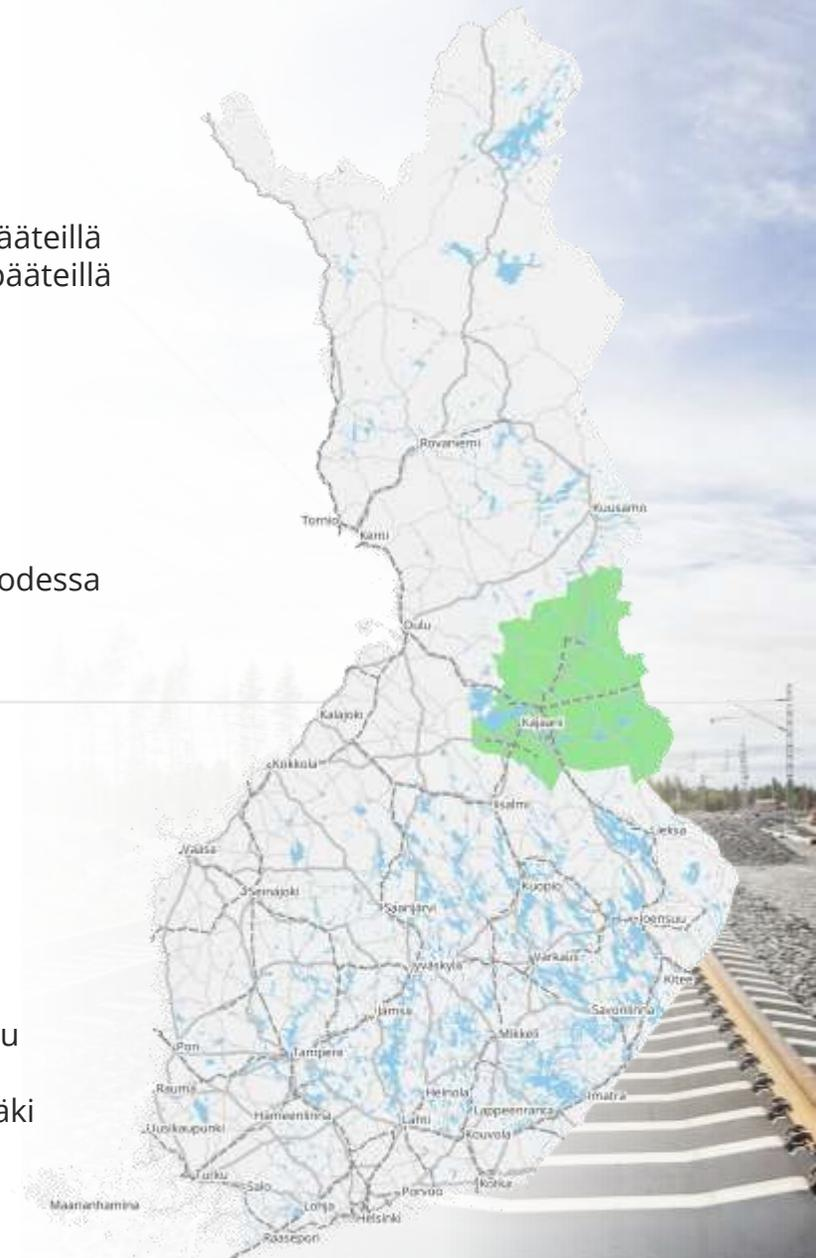 ääteillä
pääteillä
odessa
u
äki
Rovaniemi
Tornio
Kemi
Kuusamo
Oulu
Kalajoki
Kajaani
Kokkola
Iisalmi
Lieksa
Vaasa
Seinäjoki
Kuopio
Saarijärvi
Joensuu
Jyväskylä
Varkaus
Kitee
Jämsä
Savonlinna
Pori
Tampere
Mikkeli
Rauma
Heinola
Imatra
Uusikaupunki
Hämeenlinna
Lahti
Lappeenranta
Kouvola
Turku
Salo
Lohja
Porvoo
Kotka
Maarianhamina
Helsinki
Raasepori